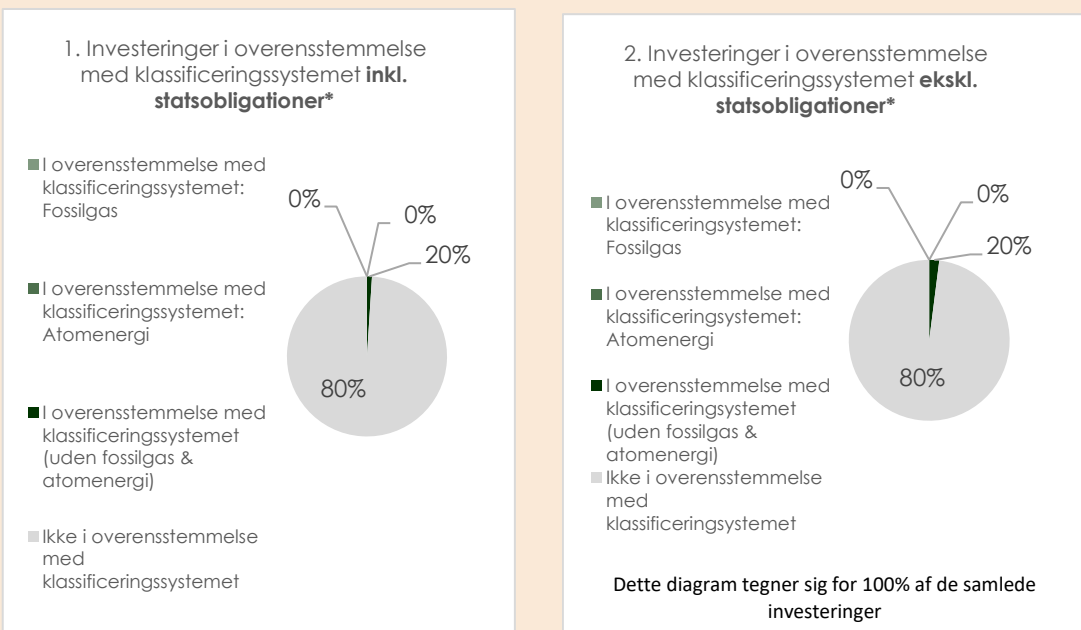 1. Investeringer i overensstemmelse
med klassificeringssystemet inkl.
statsobligationer*
I overensstemmelse med
klassificeringssystemet:
Fossilgas
I overensstemmelse med
klassificeringssystemet:
Atomenergi
I overensstemmelse med
klassificeringssystemet
(uden fossilgas &
atomenergi)
Ikke i overensstemmelse
med
klassificeringssystemet
0%
0%
20%
80%
2. Investeringer i overensstemmelse
med klassificeringssystemet ekskl.
statsobligationer*
I overensstemmelse med
klassificeringssystemet:
Fossilgas
I overensstemmelse med
klassificeringssystemet:
Atomenergi
I overensstemmelse med
klassificeringssystemet
(uden fossilgas &
atomenergi)
Ikke i overensstemmelse
med
klassificeringsystemet
0%
0%
20%
80%
Dette diagram tegner sig for 100% af de samlede
investeringer